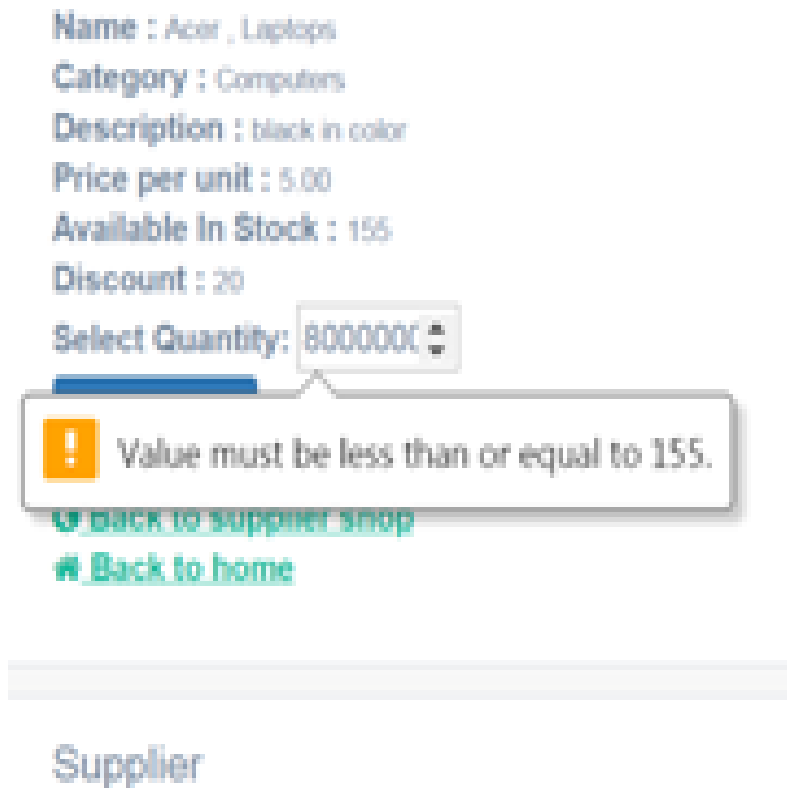 Name : Acer , Laptops
Category : Computers
Description : black in color
Price per unit : 5.00
Available In Stock : 155
Discount : 20
Select Quantity: 8000000
! Value must be less than or equal to 155.
Back to supplier shop
Back to home
Supplier